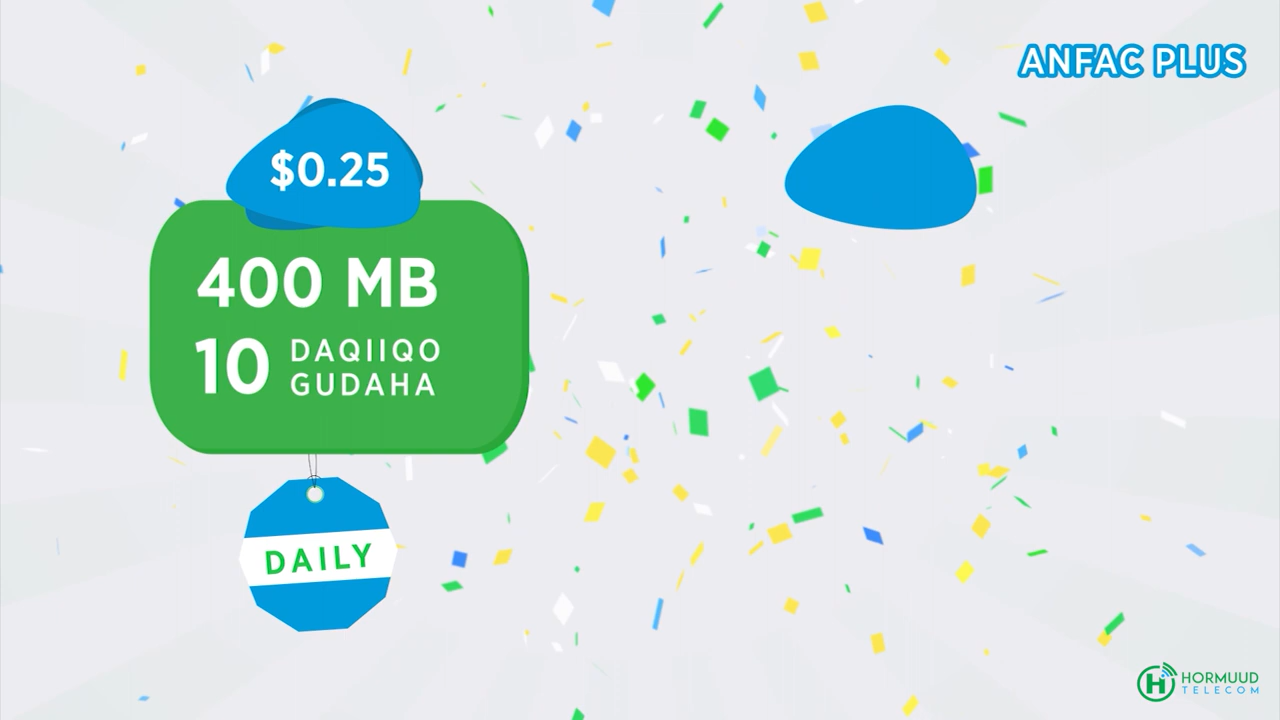 ANFAC PLUS
$0.25
400 MB
10 DAQIIQO
GUDAHA
DAILY
HORMUUD
TELECOM